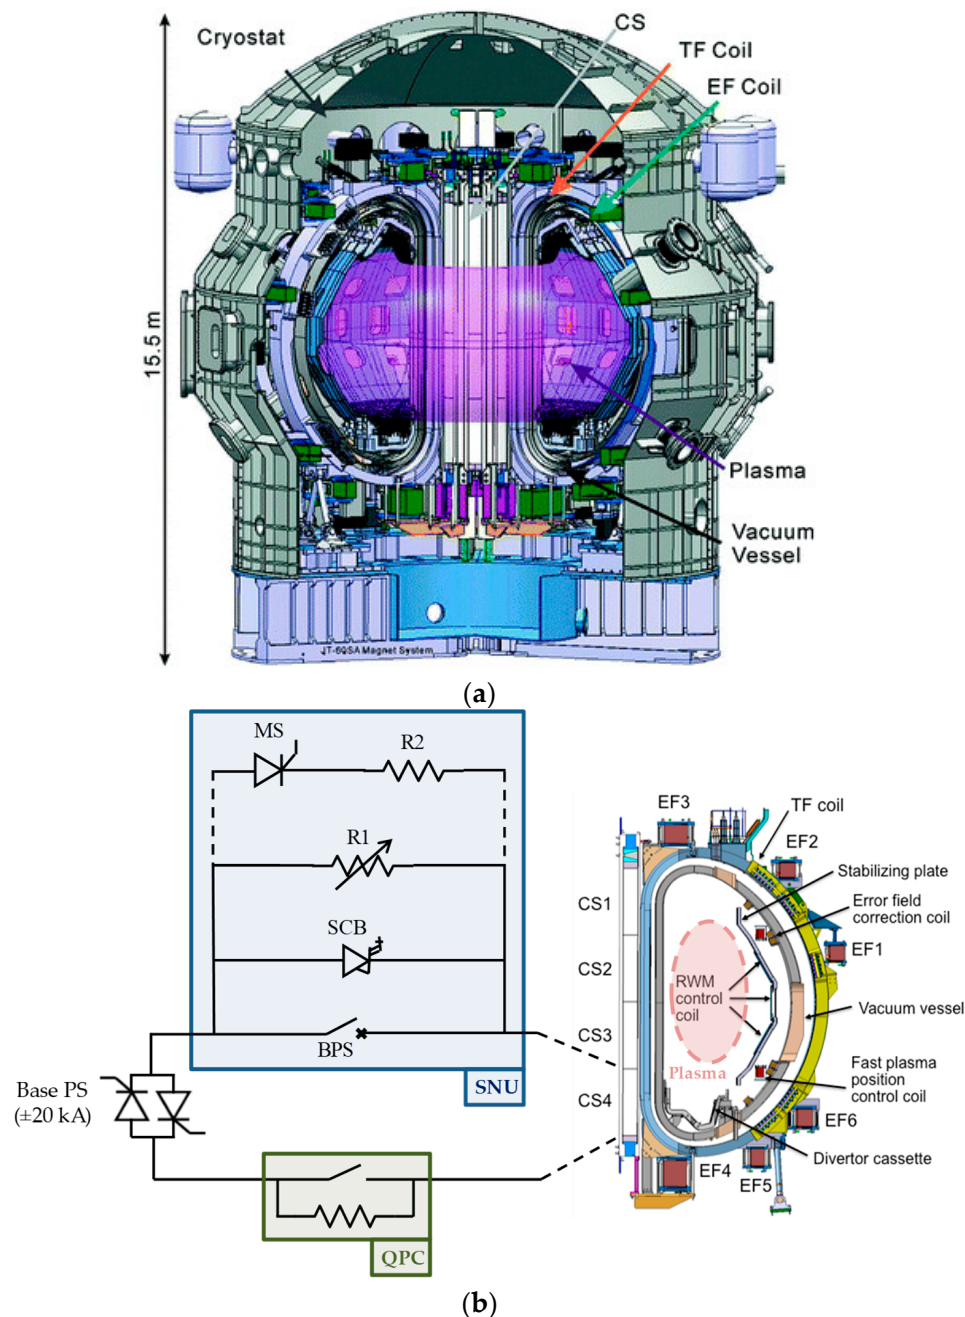 Cryostat
CS
TF Coil
EF Coil
15.5 m
Plasma
Vacuum
Vessel
JT-60SA Magnet System
(a)
MS
R2
R1
SCB
BPS
SNU
Base PS
(±20 kA)
QPC
EF3
TF coil
EF2
Stabilizing plate
CS1
Error field
correction coil
EF1
CS2
RWM
control
coil
Vacuum vessel
CS3
Plasma
Fast plasma
position
control coil
CS4
EF6
Divertor cassette
EF4
EF5
(b)